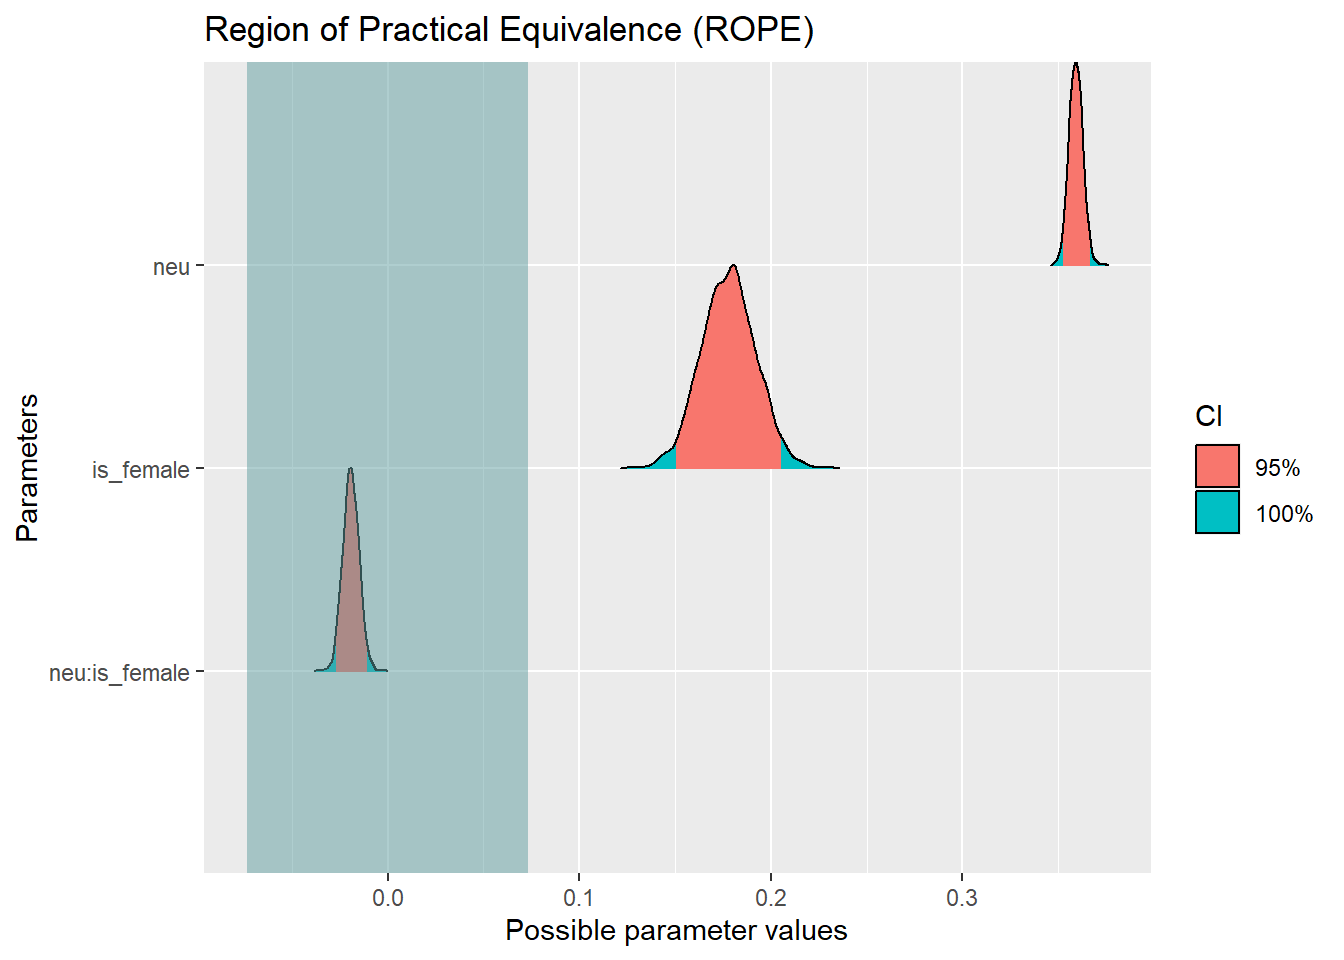 Region of Practical Equivalence (ROPE)
Parameters
neu
is_female
neu:is_female
0.0
0.1
0.2
0.3
Possible parameter values
CI
95%
100%